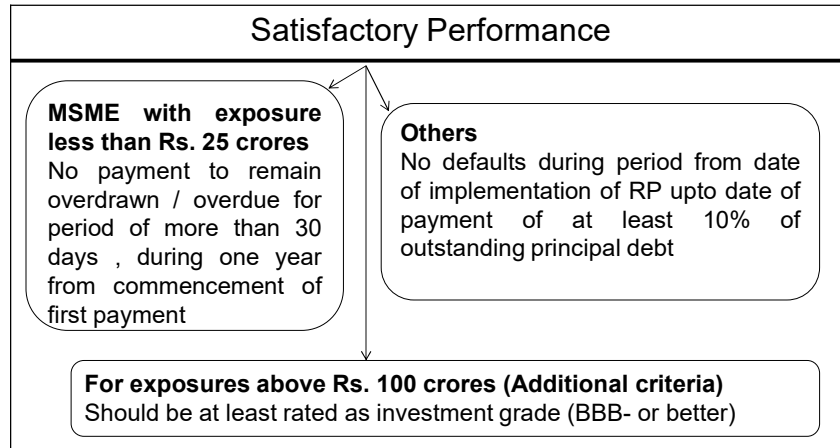 Satisfactory Performance
MSME with exposure
less than Rs. 25 crores
No payment to remain
overdrawn / overdue for
period of more than 30
days , during one year
from commencement of
first payment
Others
No defaults during period from date
of implementation of RP upto date of
payment of at least 10% of
outstanding principal debt
For exposures above Rs. 100 crores (Additional criteria)
Should be at least rated as investment grade (BBB- or better)